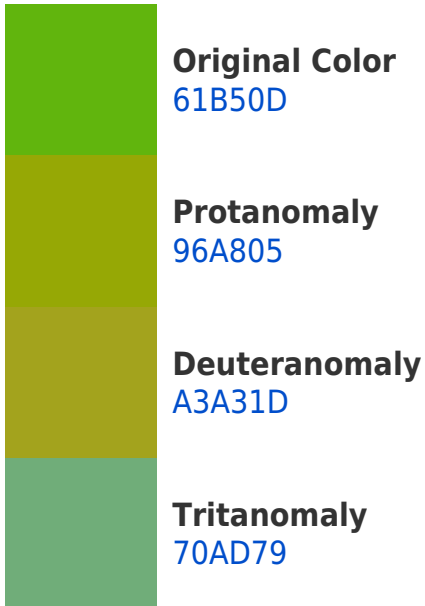 Original Color
61B50D
Protanomaly
96A805
Deuteranomaly
A3A31D
Tritanomaly
70AD79